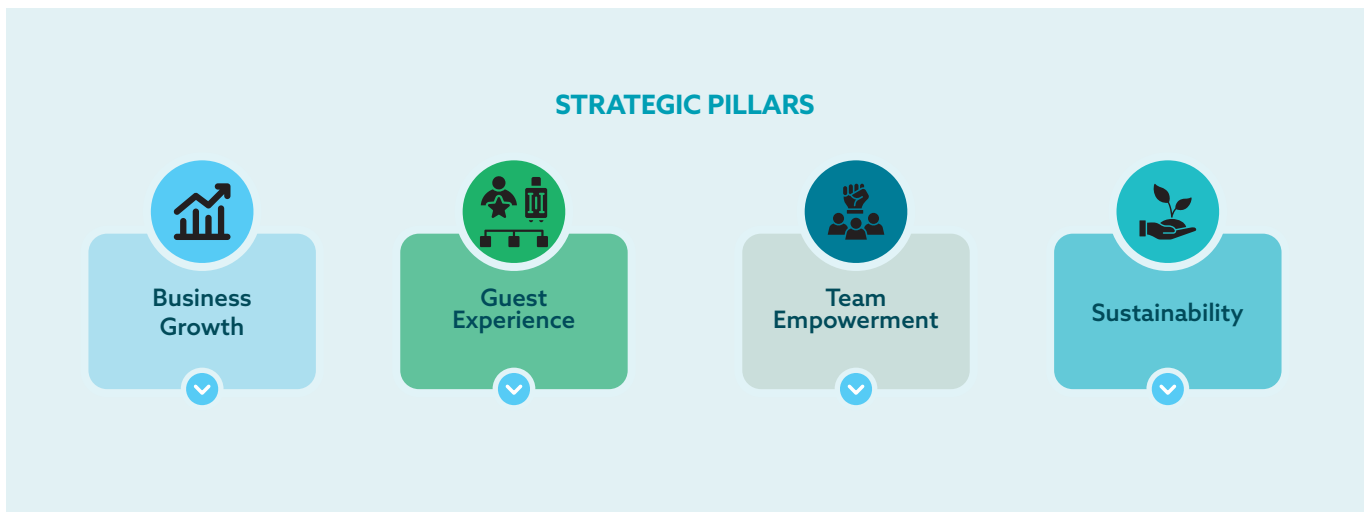 STRATEGIC PILLARS
Business
Growth
Guest
Experience
Team
Empowerment
Sustainability